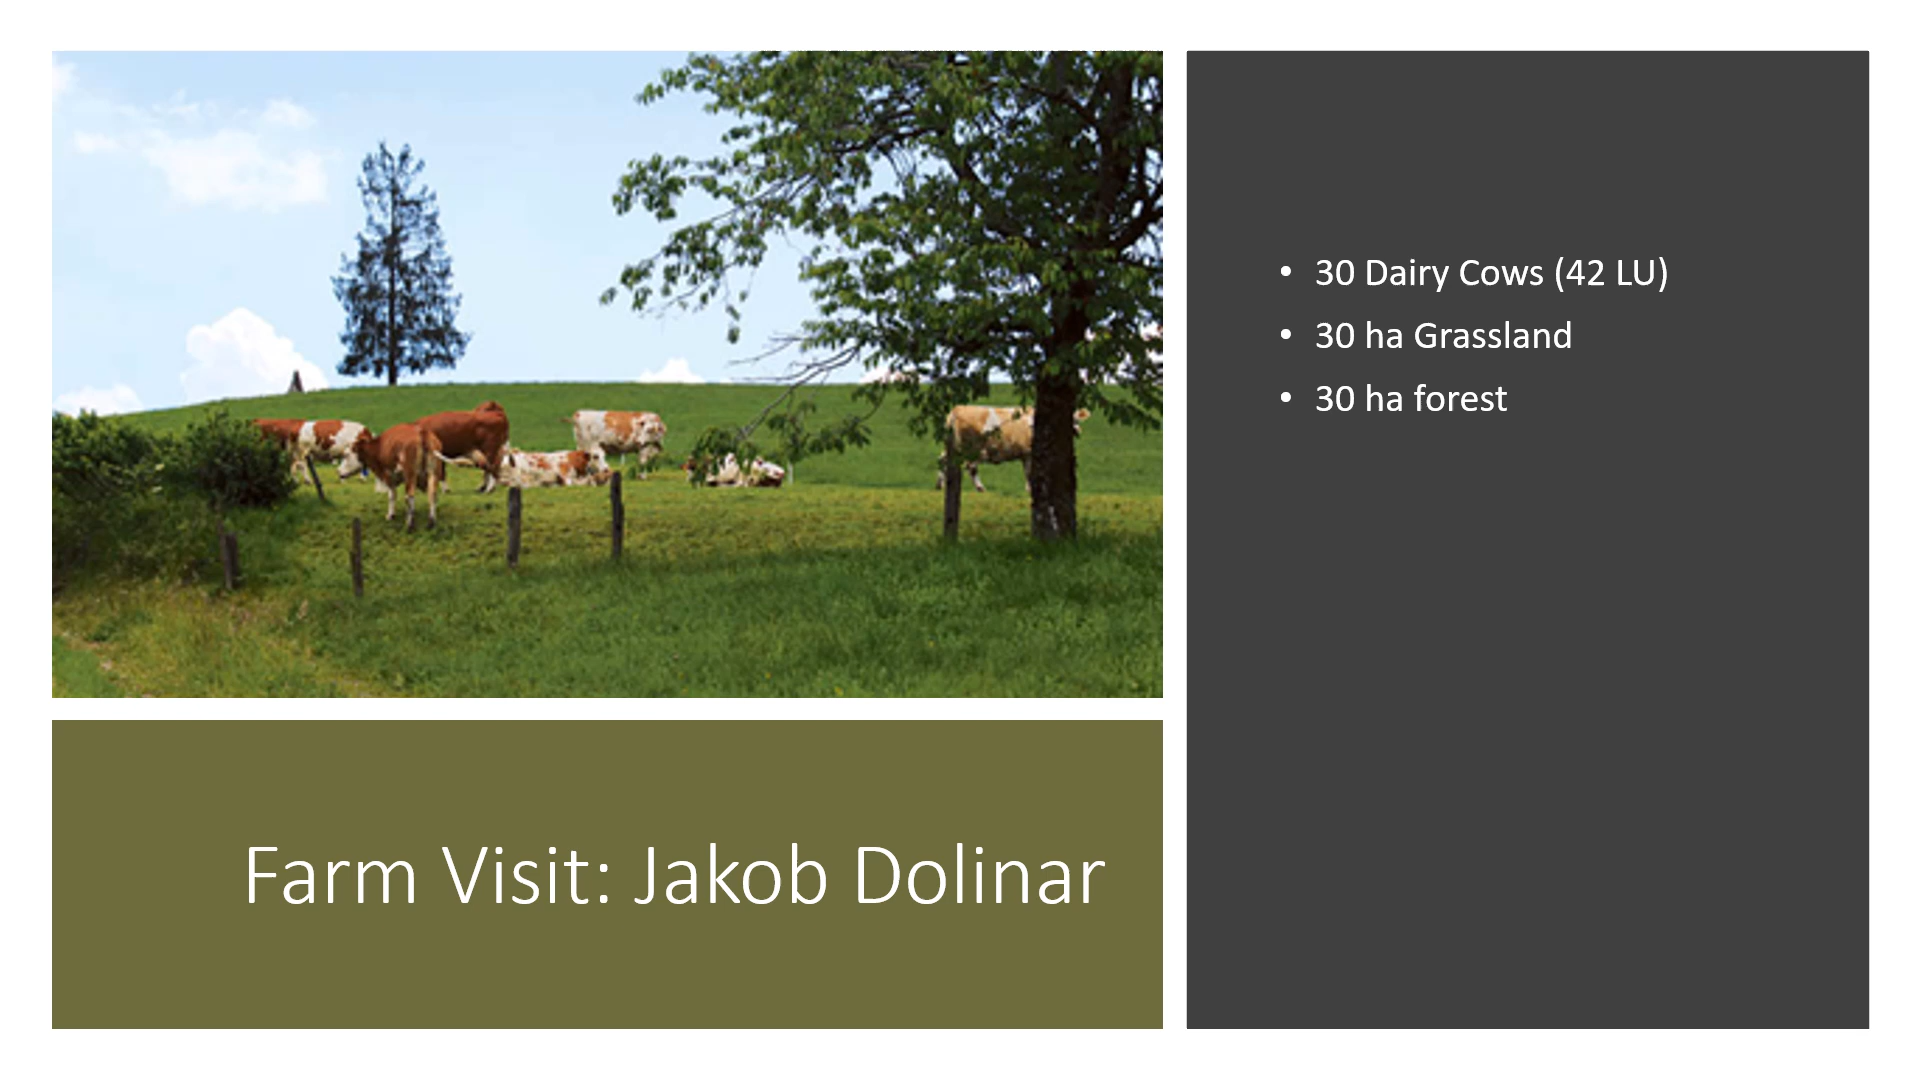 • 30 Dairy Cows (42 LU)
• 30 ha Grassland
• 30 ha forest
Farm Visit: Jakob Dolinar